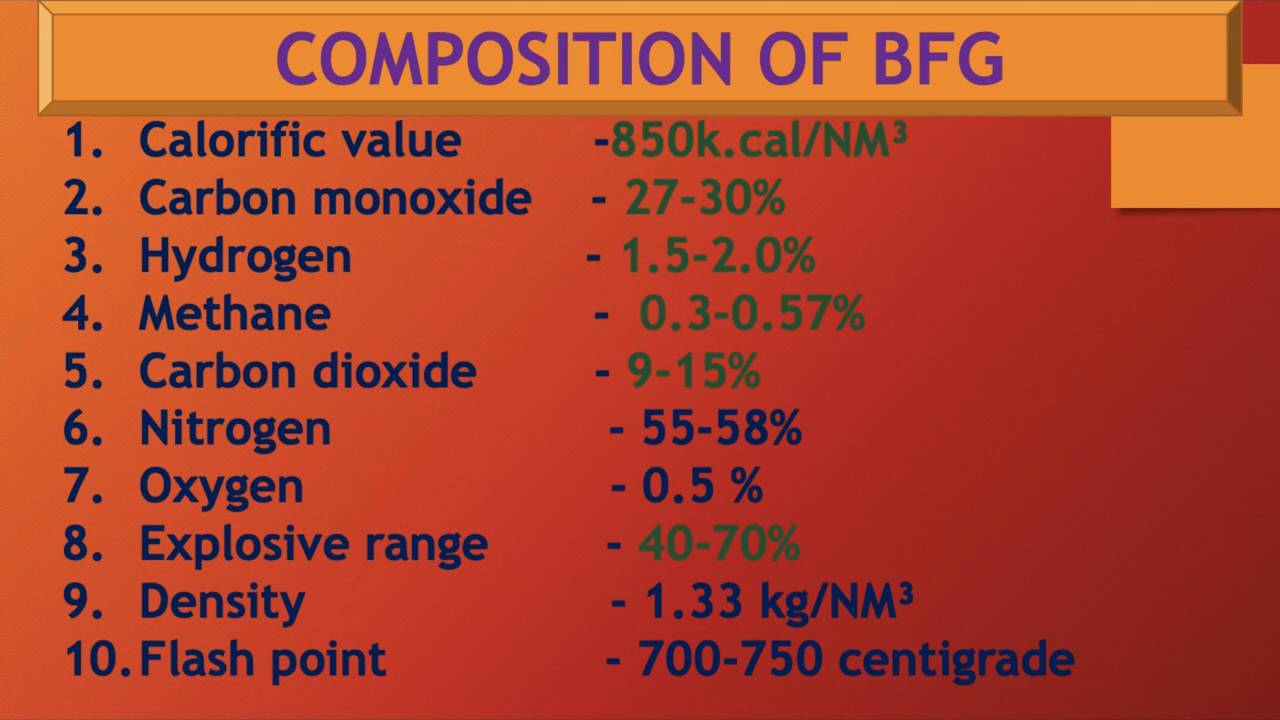 COMPOSITION OF BFG
1. Calorific value -850k.cal/NM³
2. Carbon monoxide - 27-30%
3. Hydrogen - 1.5-2.0%
4. Methane - 0.3-0.57%
5. Carbon dioxide - 9-15%
6. Nitrogen - 55-58%
7. Oxygen - 0.5 %
8. Explosive range - 40-70%
9. Density - 1.33 kg/NM³
10. Flash point - 700-750 centigrade